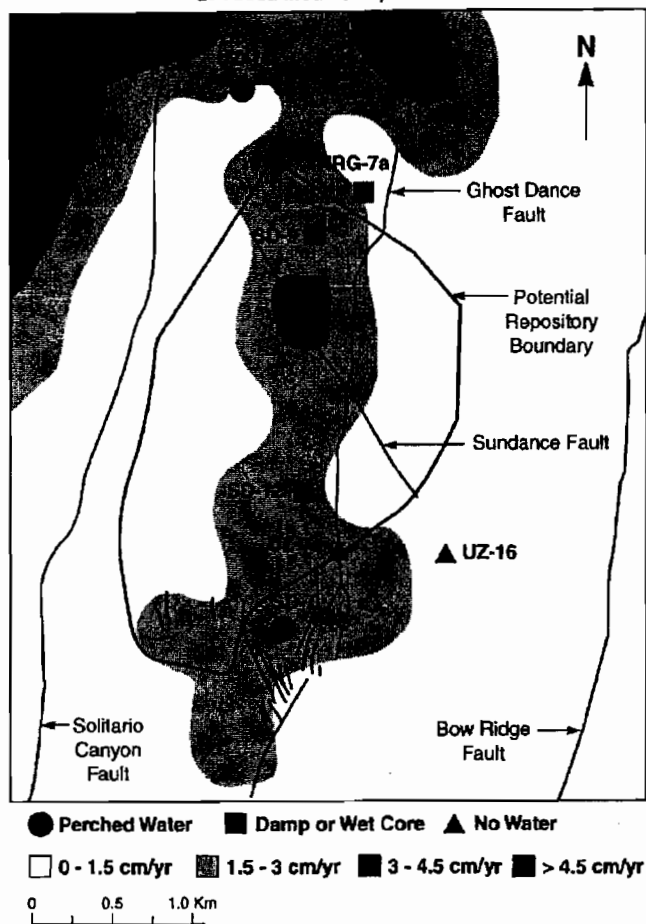 N
RG-7a
Ghost Dance
Fault
Potential
Repository
Boundary
Sundance Fault
UZ-16
Solitario
Canyon
Fault
Bow Ridge
Fault
Perched Water
Damp or Wet Core
No Water
0 - 1.5 cm/yr
1.5 - 3 cm/yr
3 - 4.5 cm/yr
> 4.5 cm/yr
0 0.5 1.0 Km